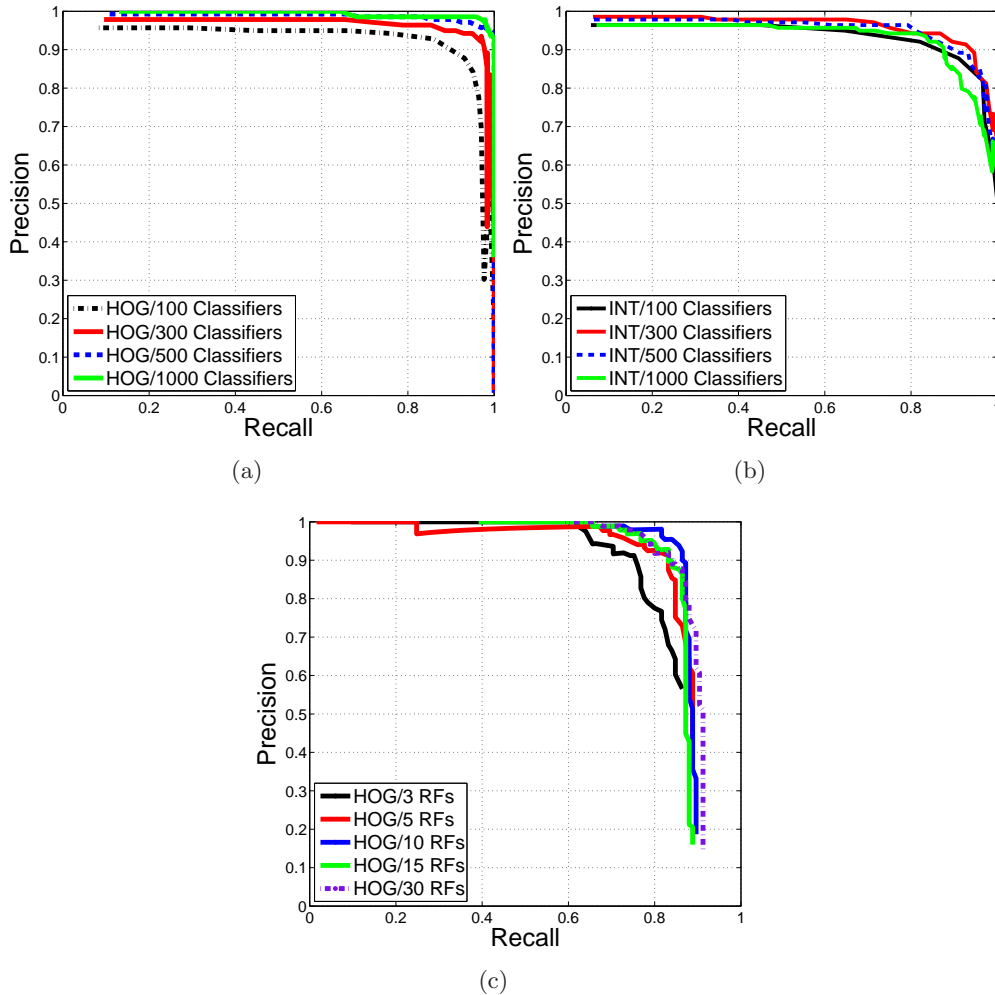 1
0.9
0.8
0.7
0.6
0.5
0.4
0.3
0.2
0.1
0
Precision
HOG/100 Classifiers
HOG/300 Classifiers
HOG/500 Classifiers
HOG/1000 Classifiers
0 0.2 0.4 0.6 0.8 1
Recall
(a)
1
0.9
0.8
0.7
0.6
0.5
0.4
0.3
0.2
0.1
0
Precision
INT/100 Classifiers
INT/300 Classifiers
INT/500 Classifiers
INT/1000 Classifiers
0 0.2 0.4 0.6 0.8 1
Recall
(b)
1
0.9
0.8
0.7
0.6
0.5
0.4
0.3
0.2
0.1
0
Precision
HOG/3 RFs
HOG/5 RFs
HOG/10 RFs
HOG/15 RFs
HOG/30 RFs
0 0.2 0.4 0.6 0.8 1
Recall
(c)